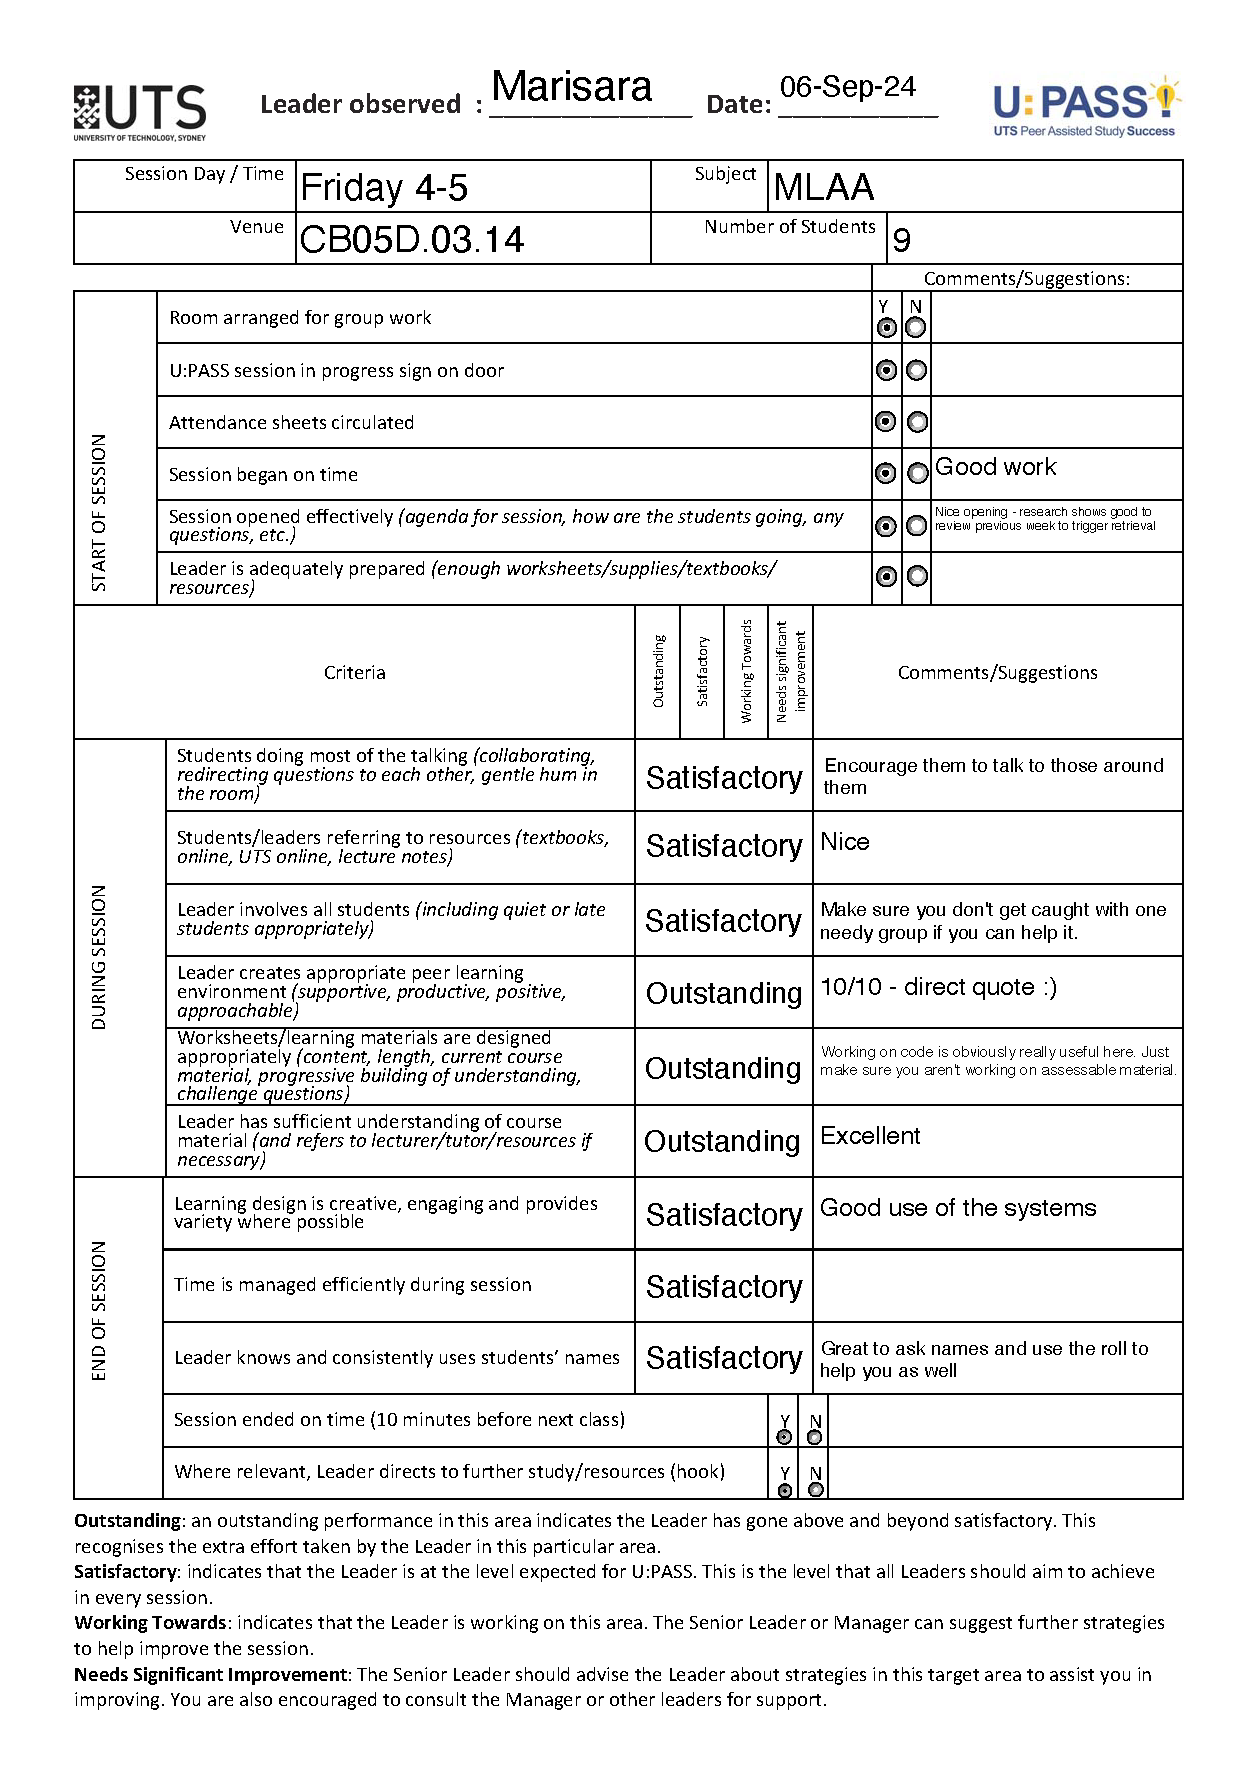 UTS
UNIVERSITY OF TECHNOLOGY, SYDNEY
Leader observed : Marisara Date: 06-Sep-24
U:PASS!
UTS Peer Assisted Study Success
Session Day / Time Friday 4-5 Subject MLAA
Venue CB05D.03.14 Number of Students 9
Comments/Suggestions:
START OF SESSION
Y N
Room arranged for group work
U:PASS session in progress sign on door
Attendance sheets circulated
Session began on time Good work
Session opened effectively (agenda for session, how are the students going, any
questions, etc.)
Nice opening - research shows good to
review previous week to trigger retrieval
Leader is adequately prepared (enough worksheets/supplies/textbooks/
resources)
Criteria
Outstanding
Satisfactory
Working Towards
Needs significant
improvement
Comments/Suggestions
DURING SESSION
Students doing most of the talking (collaborating,
redirecting questions to each other, gentle hum in
the room)
Satisfactory
Encourage them to talk to those around
them
Students/leaders referring to resources (textbooks,
online, UTS online, lecture notes)
Satisfactory
Nice
Leader involves all students (including quiet or late
students appropriately)
Satisfactory
Make sure you don't get caught with one
needy group if you can help it.
Leader creates appropriate peer learning
environment (supportive, productive, positive,
approachable)
Outstanding
10/10 - direct quote :)
Worksheets/learning materials are designed
appropriately (content, length, current course
material, progressive building of understanding,
challenge questions)
Outstanding
Working on code is obviously really useful here. Just
make sure you aren't working on assessable material.
Leader has sufficient understanding of course
material (and refers to lecturer/tutor/resources if
necessary)
Outstanding
Excellent
END OF SESSION
Learning design is creative, engaging and provides
variety where possible
Satisfactory
Good use of the systems
Time is managed efficiently during session
Satisfactory
Leader knows and consistently uses students’ names
Satisfactory
Great to ask names and use the roll to
help you as well
Session ended on time (10 minutes before next class) Y N
Where relevant, Leader directs to further study/resources (hook) Y N
Outstanding: an outstanding performance in this area indicates the Leader has gone above and beyond satisfactory. This
recognises the extra effort taken by the Leader in this particular area.
Satisfactory: indicates that the Leader is at the level expected for U:PASS. This is the level that all Leaders should aim to achieve
in every session.
Working Towards: indicates that the Leader is working on this area. The Senior Leader or Manager can suggest further strategies
to help improve the session.
Needs Significant Improvement: The Senior Leader should advise the Leader about strategies in this target area to assist you in
improving. You are also encouraged to consult the Manager or other leaders for support.